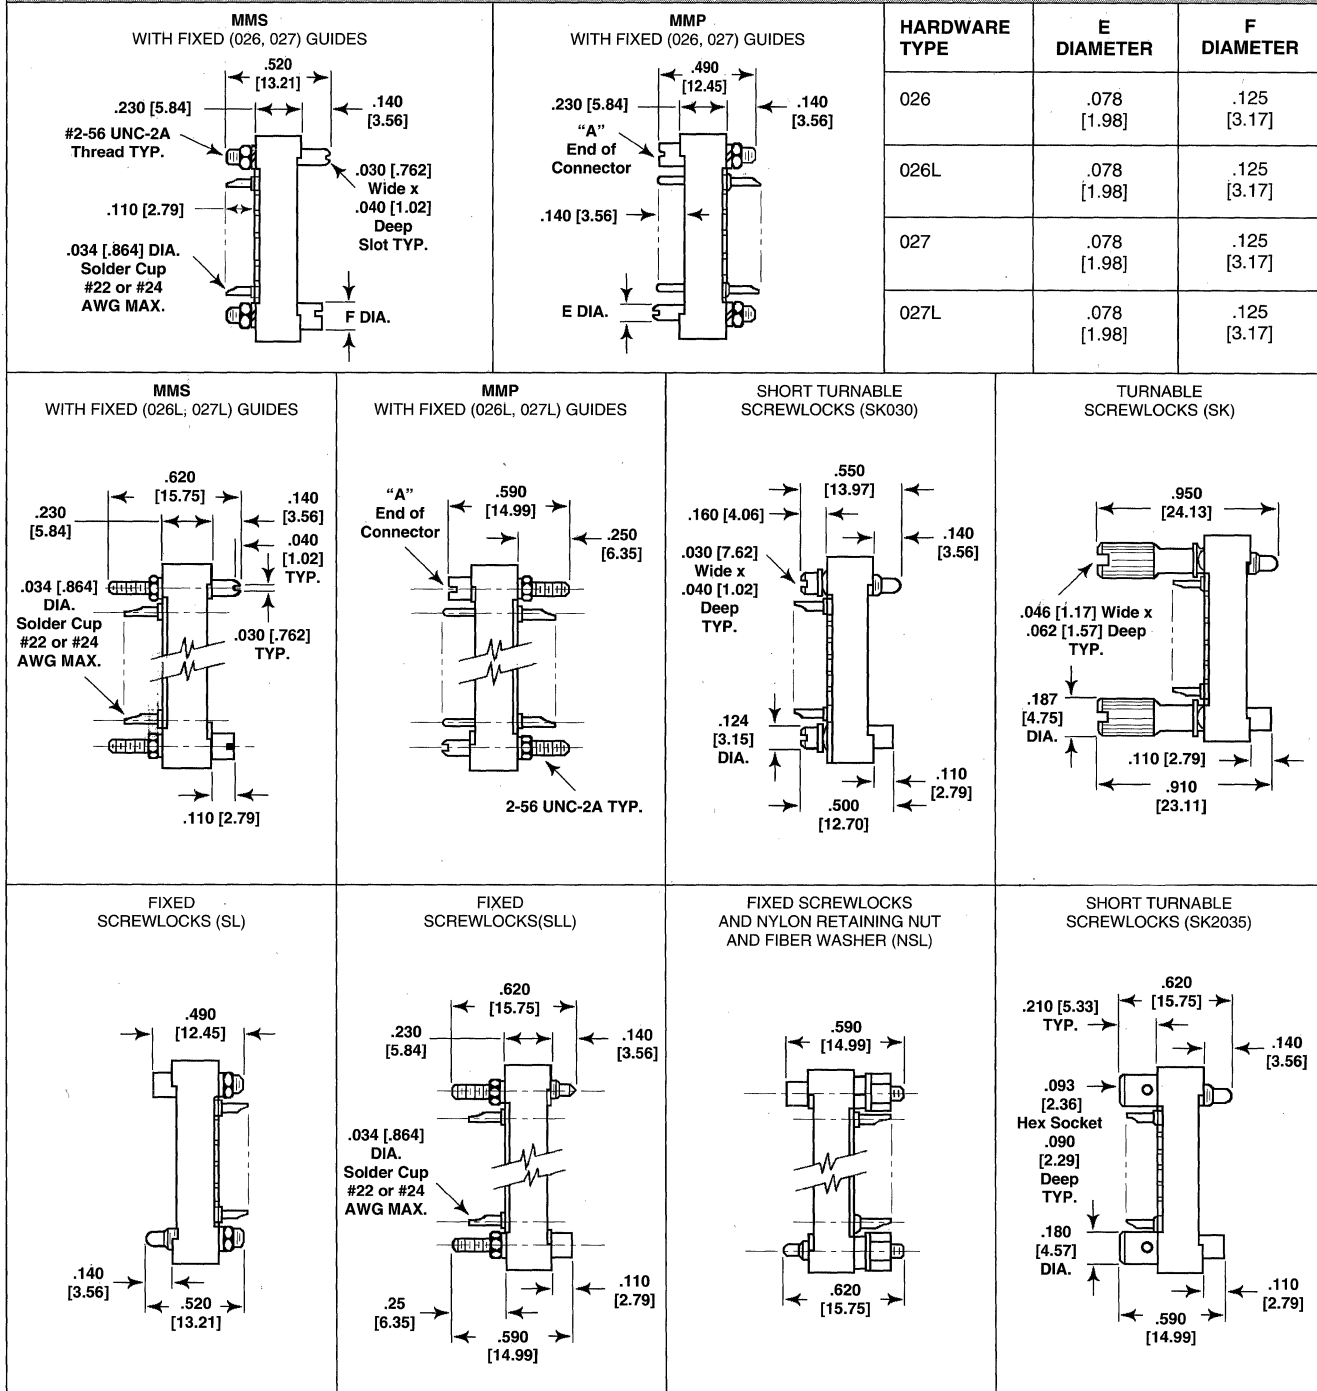 MMS
WITH FIXED (026, 027) GUIDES
.520
[13.21]
.230 [5.84]
.140
[3.56]
#2-56 UNC-2A
Thread TYP.
.030 [.762]
Wide x
.040 [1.02]
Deep
Slot TYP.
.110 [2.79]
.034 [.864] DIA.
Solder Cup
#22 or #24
AWG MAX.
F DIA.
MMP
WITH FIXED (026, 027) GUIDES
.490
[12.45]
.230 [5.84]
.140
[3.56]
“A”
End of
Connector
.140 [3.56]
E DIA.
HARDWARE
TYPE
E
DIAMETER
F
DIAMETER
026
.078
[1.98]
.125
[3.17]
026L
.078
[1.98]
.125
[3.17]
027
.078
[1.98]
.125
[3.17]
027L
.078
[1.98]
.125
[3.17]
MMS
WITH FIXED (026L; 027L) GUIDES
.620
[15.75]
.230
[5.84]
.140
[3.56]
.040
[1.02]
TYP.
.034 [.864]
DIA.
Solder Cup
#22 or #24
AWG MAX.
.030 [.762]
TYP.
.110 [2.79]
MMP
WITH FIXED (026L, 027L) GUIDES
“A”
End of
Connector
.590
[14.99]
.250
[6.35]
2-56 UNC-2A TYP.
SHORT TURNABLE
SCREWLOCKS (SK030)
.550
[13.97]
.160 [4.06]
.140
[3.56]
.030 [7.62]
Wide x
.040 [1.02]
Deep
TYP.
.124
[3.15]
DIA.
.110
[2.79]
.500
[12.70]
TURNABLE
SCREWLOCKS (SK)
.950
[24.13]
.046 [1.17] Wide x
.062 [1.57] Deep
TYP.
.187
[4.75]
DIA.
.110 [2.79]
.910
[23.11]
FIXED
SCREWLOCKS (SL)
.490
[12.45]
.140
[3.56]
.520
[13.21]
FIXED
SCREWLOCKS(SLL)
.620
[15.75]
.230
[5.84]
.140
[3.56]
.034 [.864]
DIA.
Solder Cup
#22 or #24
AWG MAX.
.110
[2.79]
.25
[6.35]
.590
[14.99]
FIXED SCREWLOCKS
AND NYLON RETAINING NUT
AND FIBER WASHER (NSL)
.590
[14.99]
.620
[15.75]
SHORT TURNABLE
SCREWLOCKS (SK2035)
.620
[15.75]
.210 [5.33]
TYP.
.140
[3.56]
.093
[2.36]
Hex Socket
.090
[2.29]
Deep
TYP.
.180
[4.57]
DIA.
.110
[2.79]
.590
[14.99]